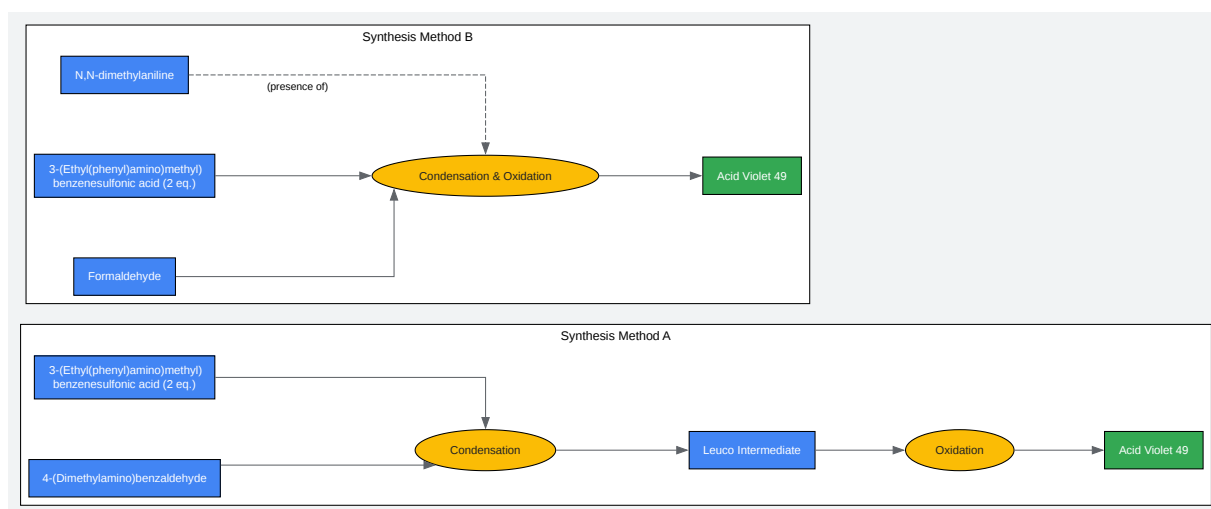 Synthesis Method B
N,N-dimethylaniline
(presence of)
3-(Ethyl(phenyl)amino)methyl)
benzenesulfonic acid (2 eq.)
Condensation & Oxidation
Acid Violet 49
Formaldehyde
Synthesis Method A
3-(Ethyl(phenyl)amino)methyl)
benzenesulfonic acid (2 eq.)
Condensation
Leuco Intermediate
Oxidation
Acid Violet 49
4-(Dimethylamino)benzaldehyde